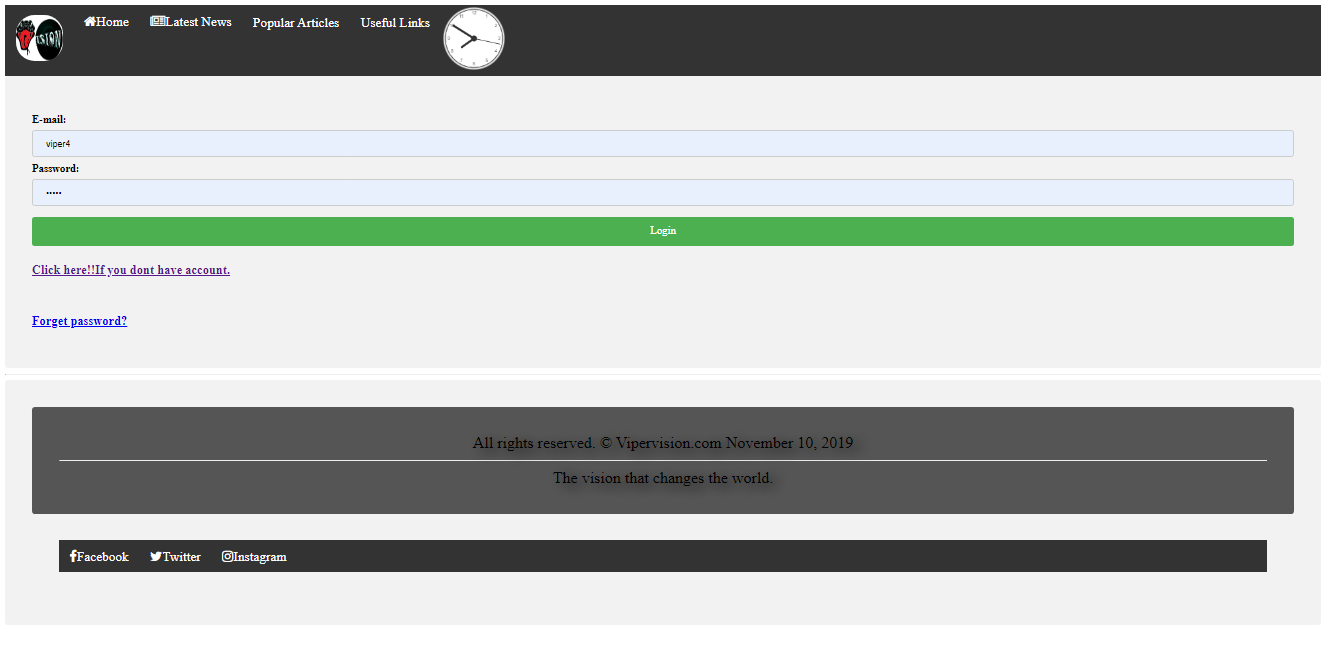 ISION Home Latest News Popular Articles Useful Links
E-mail:
viper4
Password:
•••••
Login
Click here!!If you dont have account.
Forget password?
All rights reserved. © Vipervision.com November 10, 2019
The vision that changes the world.
Facebook Twitter Instagram